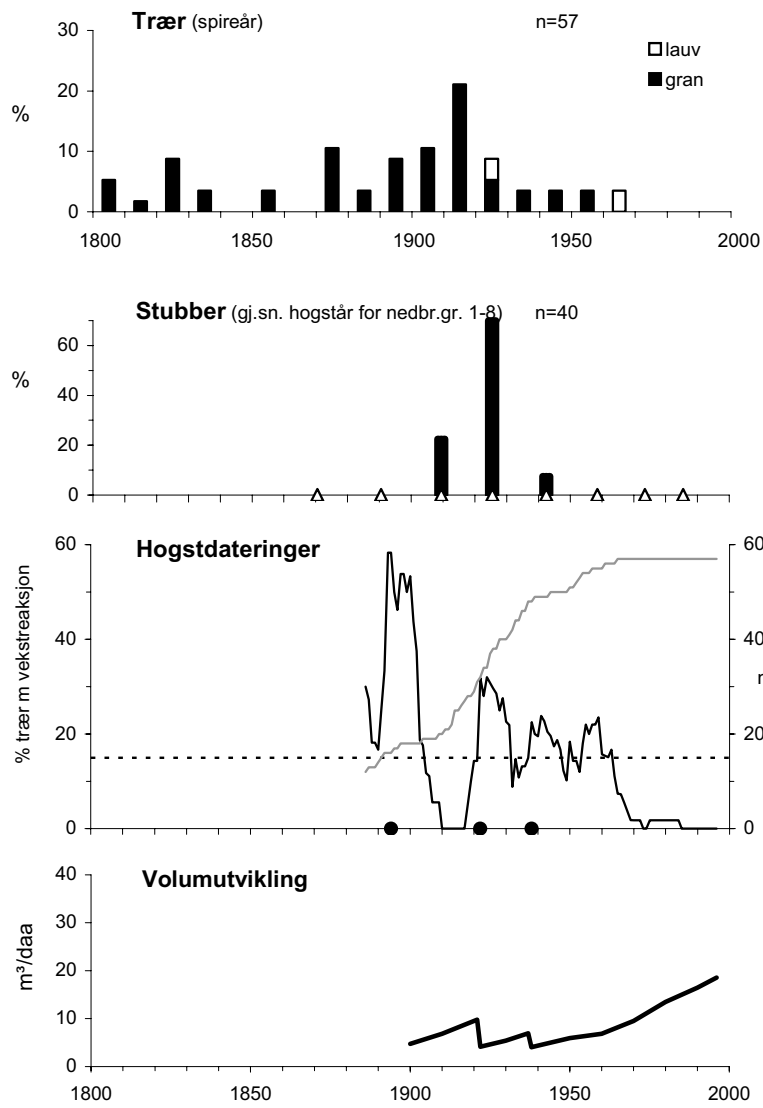 Trær (spireår) n=57
30
20
10
0
%
lauv
gran
1800 1850 1900 1950 2000
Stubber (gj.sn. hogstår for nedbr.gr. 1-8) n=40
60
40
20
0
%
Hogstdateringer
60
40
20
0
% trær m vekstreaksjon
60
40
20
0
Volumutvikling
40
30
20
10
0
m³/daa
1800 1850 1900 1950 2000